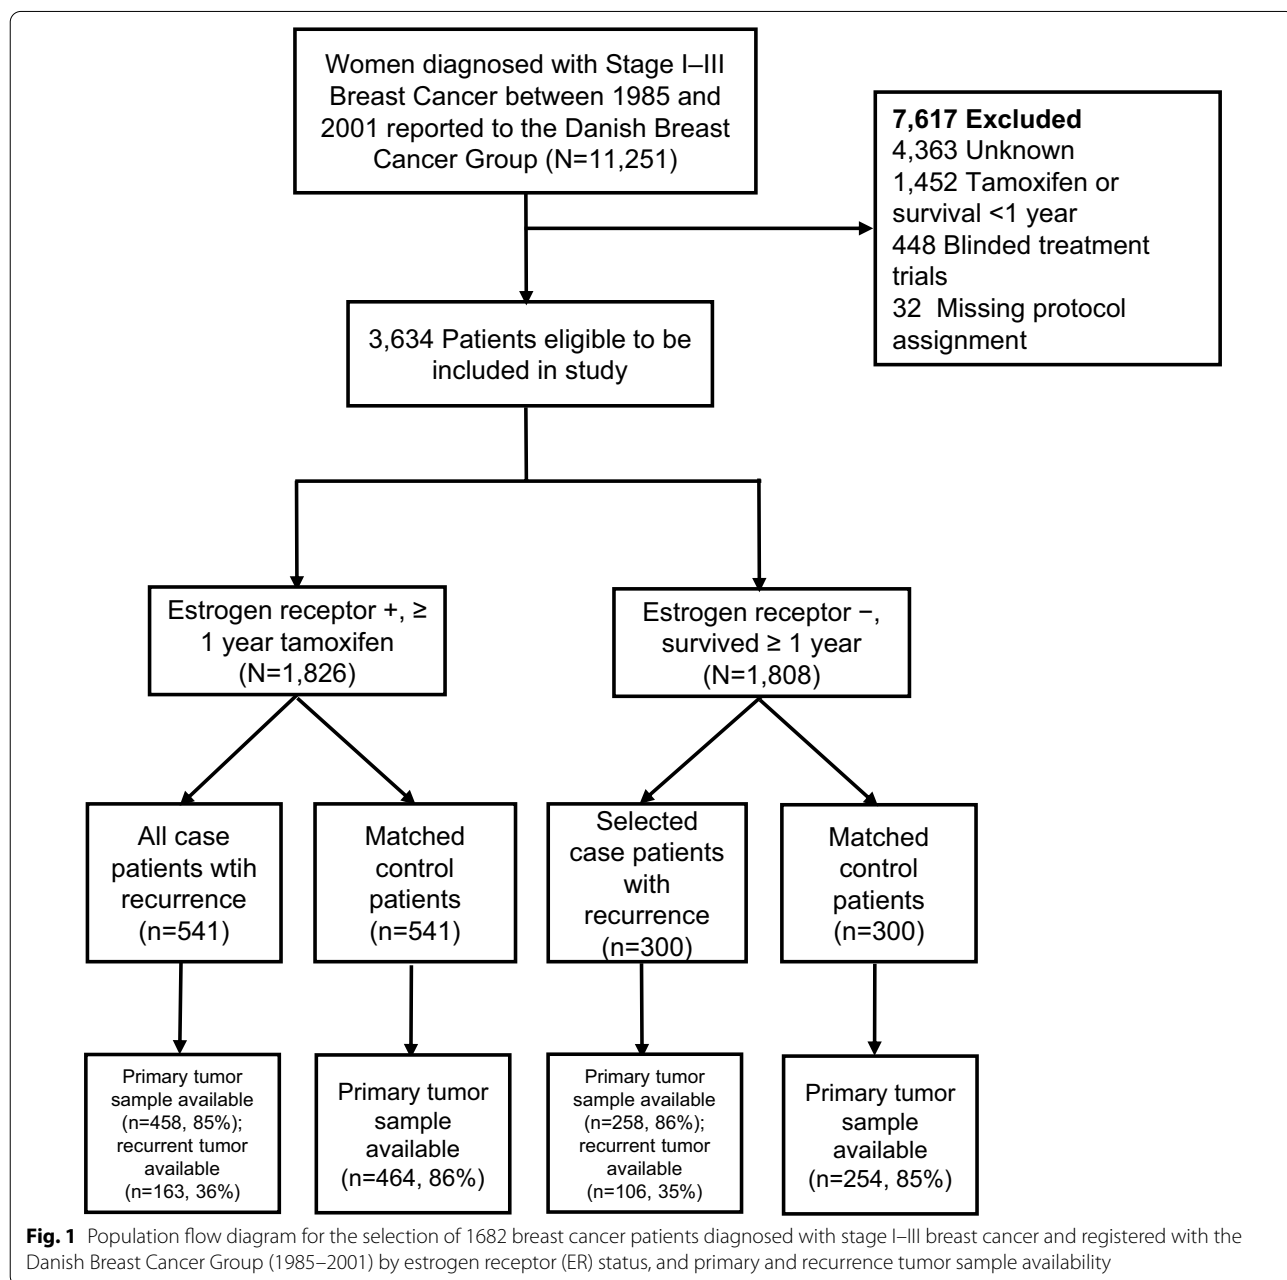 Women diagnosed with Stage I–III
Breast Cancer between 1985 and
2001 reported to the Danish Breast
Cancer Group (N=11,251)
7,617 Excluded
4,363 Unknown
1,452 Tamoxifen or
survival <1 year
448 Blinded treatment
trials
32 Missing protocol
assignment
3,634 Patients eligible to be
included in study
Estrogen receptor +, ≥
1 year tamoxifen
(N=1,826)
Estrogen receptor −,
survived ≥ 1 year
(N=1,808)
All case
patients wtih
recurrence
(n=541)
Matched
control
patients
(n=541)
Selected
case patients
with
recurrence
(n=300)
Matched
control
patients
(n=300)
Primary tumor
sample available
(n=458, 85%);
recurrent tumor
available
(n=163, 36%)
Primary tumor
sample
available
(n=464, 86%)
Primary tumor
sample available
(n=258, 86%);
recurrent tumor
available
(n=106, 35%)
Primary tumor
sample
available
(n=254, 85%)
Fig. 1 Population flow diagram for the selection of 1682 breast cancer patients diagnosed with stage I–III breast cancer and registered with the
Danish Breast Cancer Group (1985–2001) by estrogen receptor (ER) status, and primary and recurrence tumor sample availability